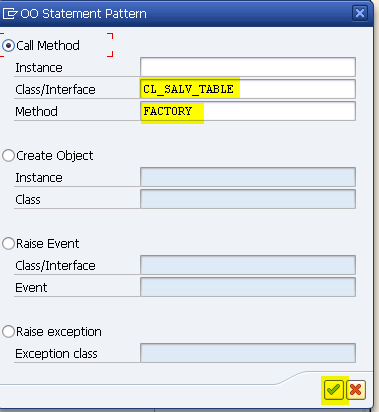 OO Statement Pattern
Call Method
Instance
Class/Interface CL_SALV_TABLE
Method FACTORY
Create Object
Instance
Class
Raise Event
Class/Interface
Event
Raise exception
Exception class